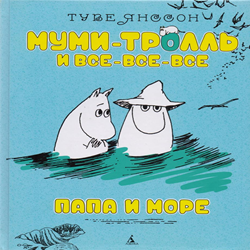 ТУВЕ ЯНССОН
МУМИ-ТРОЛЛЬ
И ВСЕ-ВСЕ-ВСЕ
ПАПА И МОРЕ